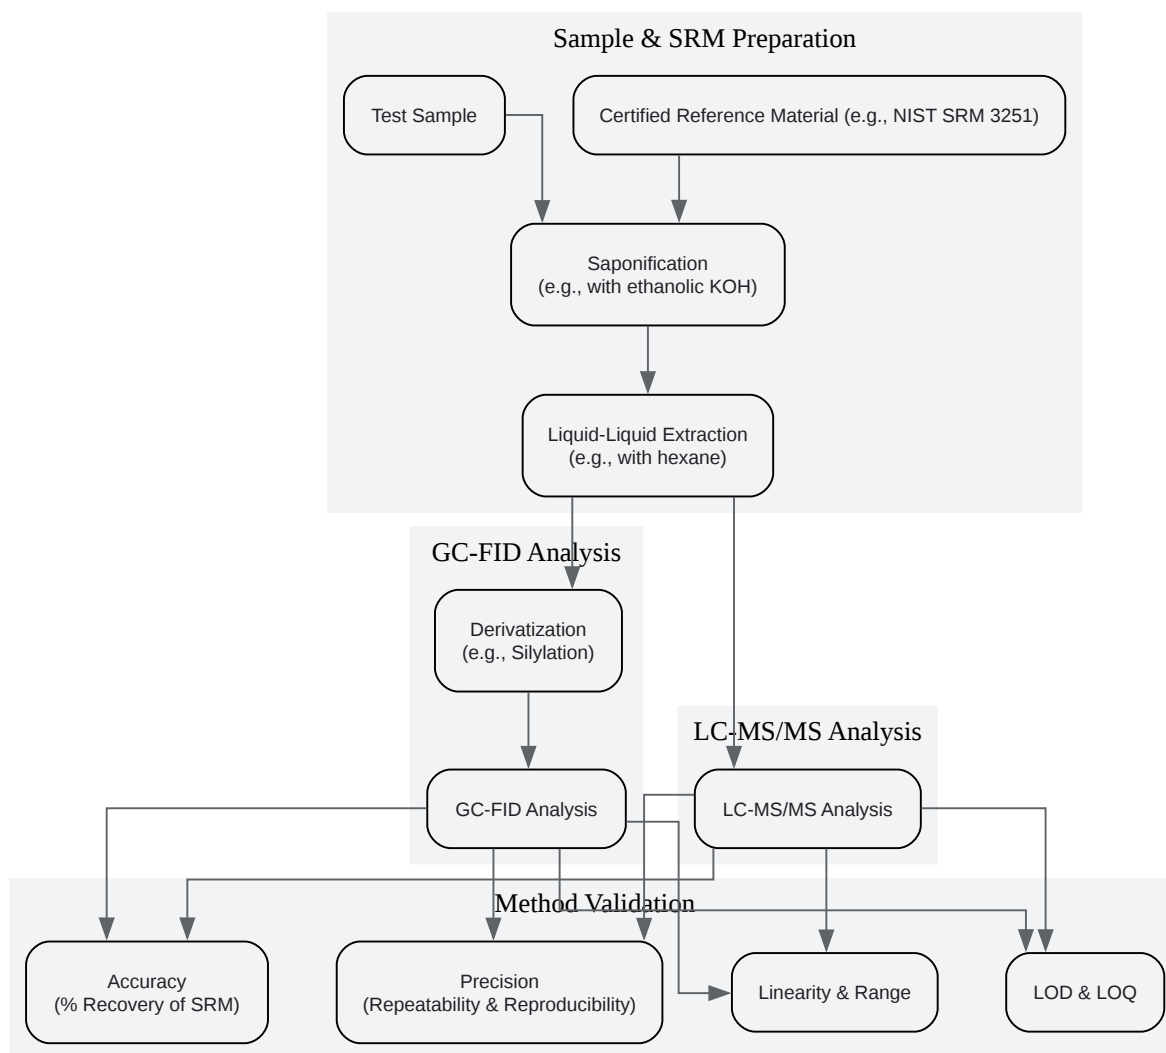 Sample & SRM Preparation
Test Sample
Certified Reference Material (e.g., NIST SRM 3251)
Saponification
(e.g., with ethanolic KOH)
Liquid-Liquid Extraction
(e.g., with hexane)
GC-FID Analysis
Derivatization
(e.g., Silylation)
LC-MS/MS Analysis
GC-FID Analysis
LC-MS/MS Analysis
Method Validation
Accuracy
(% Recovery of SRM)
Precision
(Repeatability & Reproducibility)
Linearity & Range
LOD & LOQ